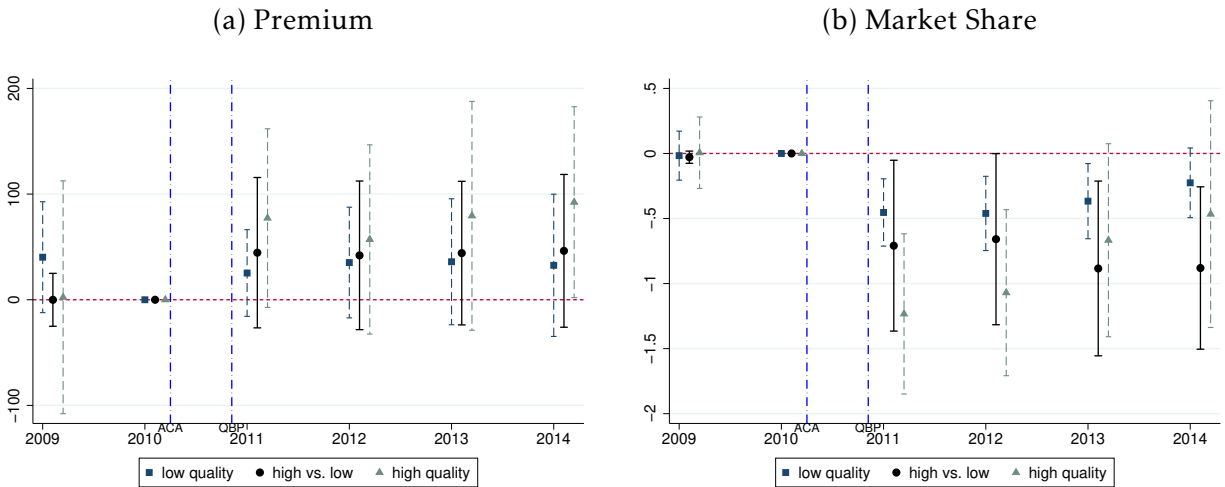 (a) Premium
200
100
0
−100
2009
2010
ACA
QBP
2011
2012
2013
2014
low quality
high vs. low
high quality
(b) Market Share
.5
0
-.5
-1
-1.5
-2
2009
2010
ACA
QBP
2011
2012
2013
2014
low quality
high vs. low
high quality